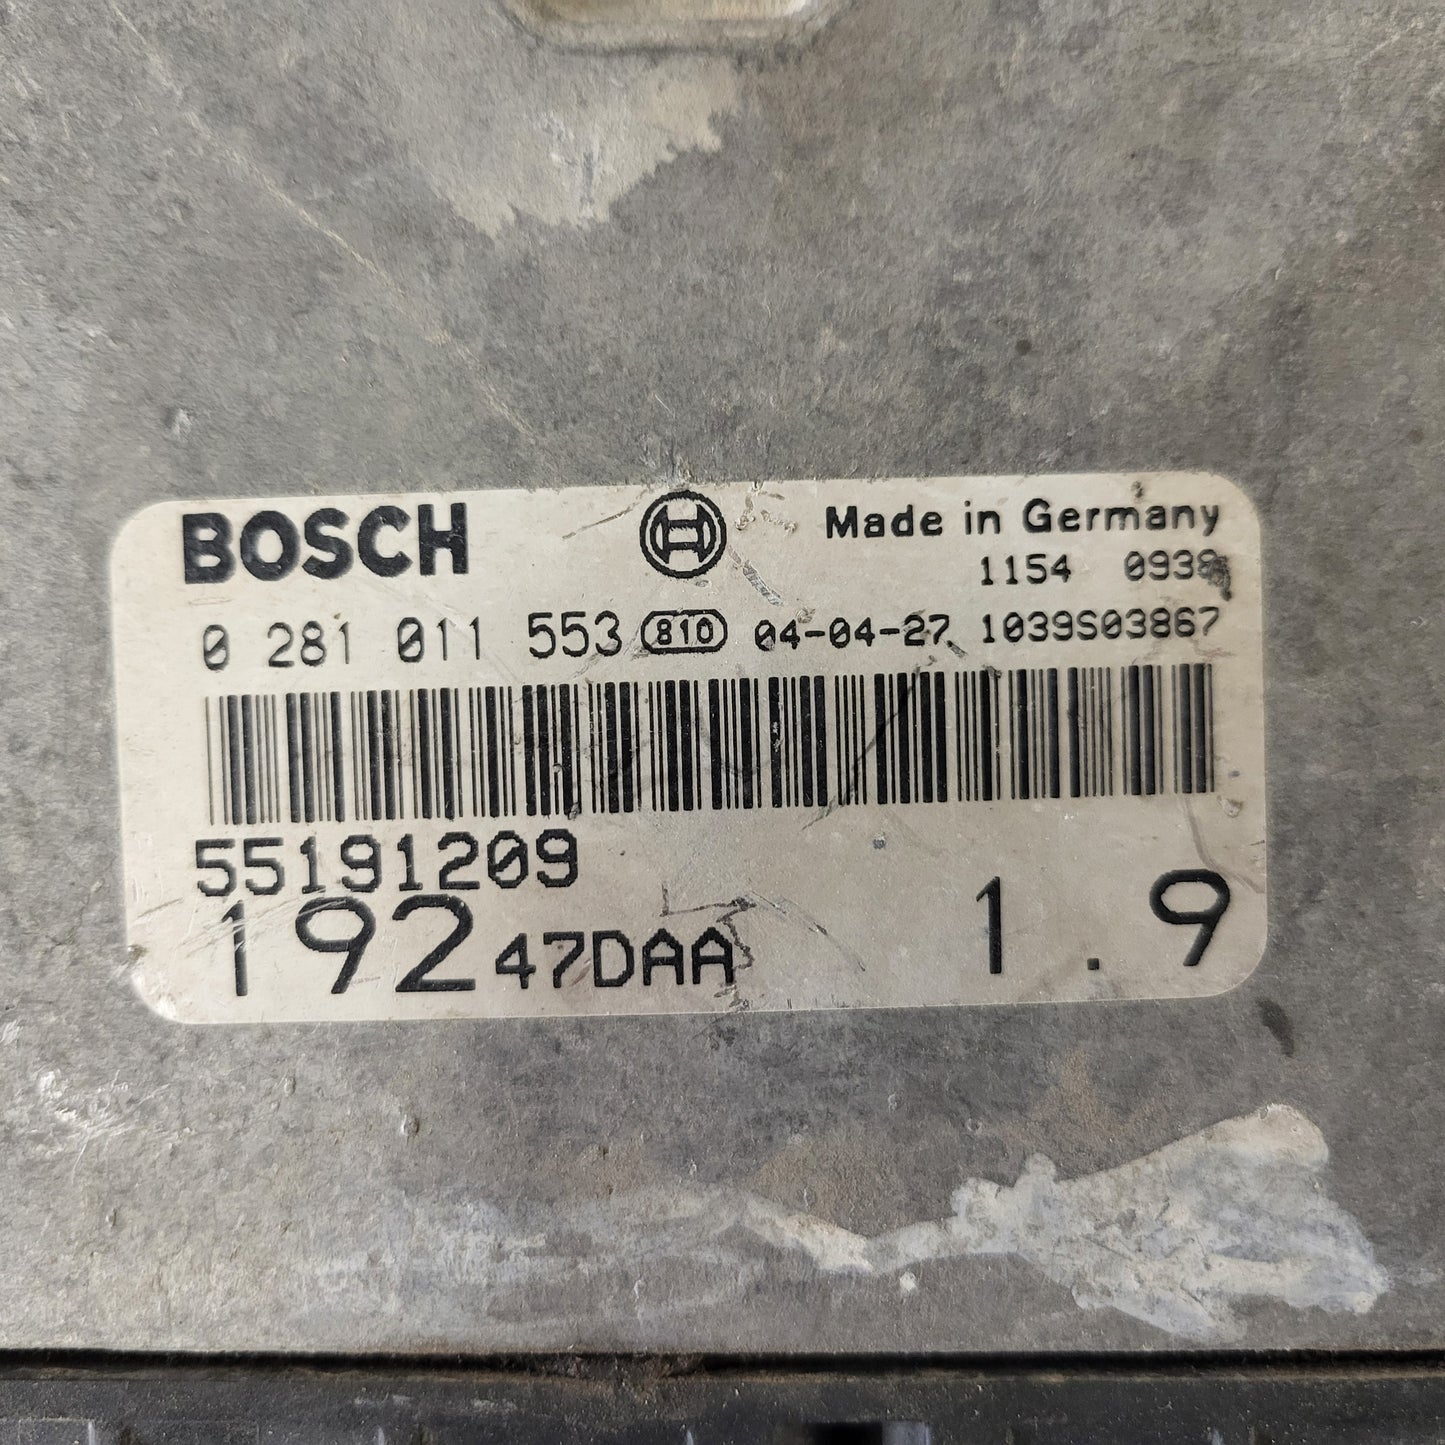 BOSCH Made in Germany
1154
0 281 011 553 810 04-04-27 1039S03867
55191209
192 47DAA 1.9